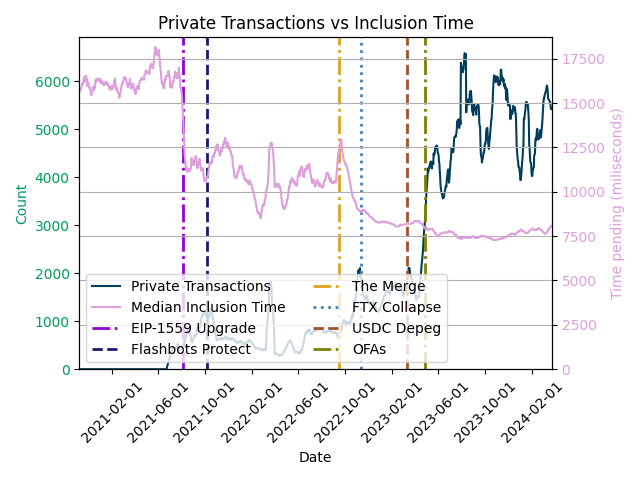 Private Transactions vs Inclusion Time
6000
5000
4000
3000
2000
1000
0
Count
17500
15000
12500
10000
7500
5000
2500
0
Time pending (miliseconds)
Private Transactions
Median Inclusion Time
EIP-1559 Upgrade
Flashbots Protect
The Merge
FTX Collapse
USDC Depeg
OFAs
2021-02-01
2021-06-01
2021-10-01
2022-02-01
2022-06-01
2022-10-01
2023-02-01
2023-06-01
2023-10-01
2024-02-01
Date